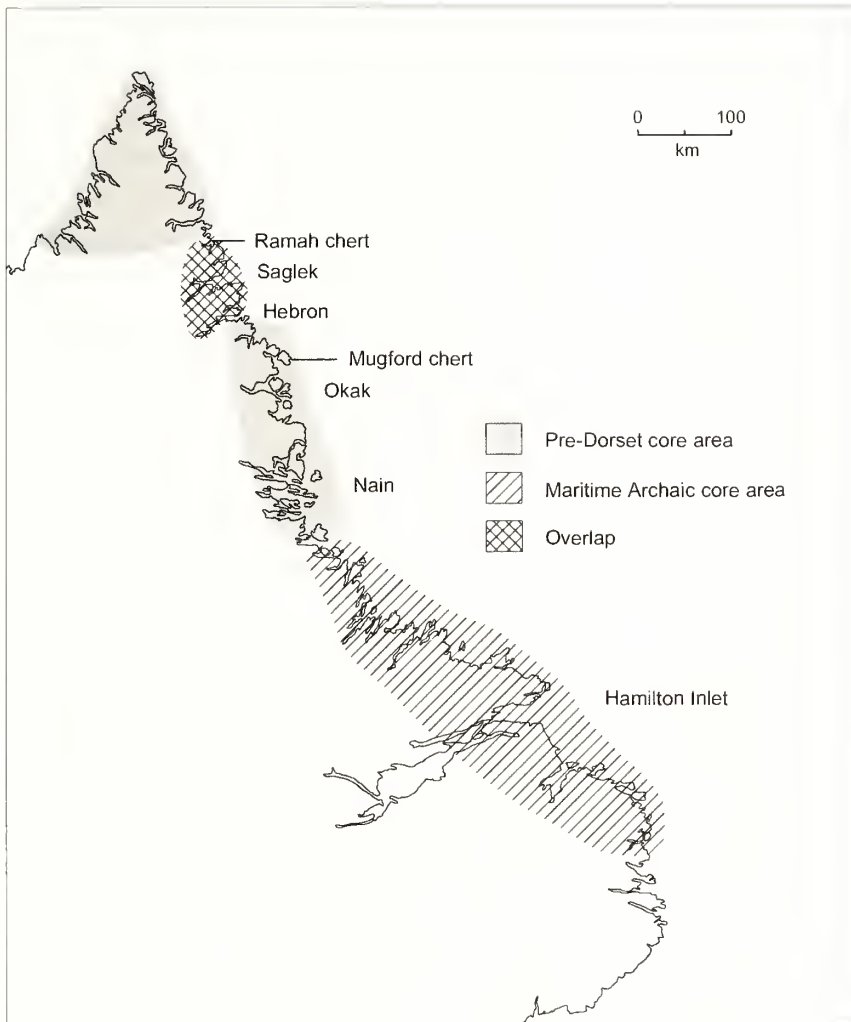 0 100
km
Ramah chert
Saglek
Hebron
Mugford chert
Okak
Pre-Dorset core area
Nain
Maritime Archaic core area
Overlap
Hamilton Inlet